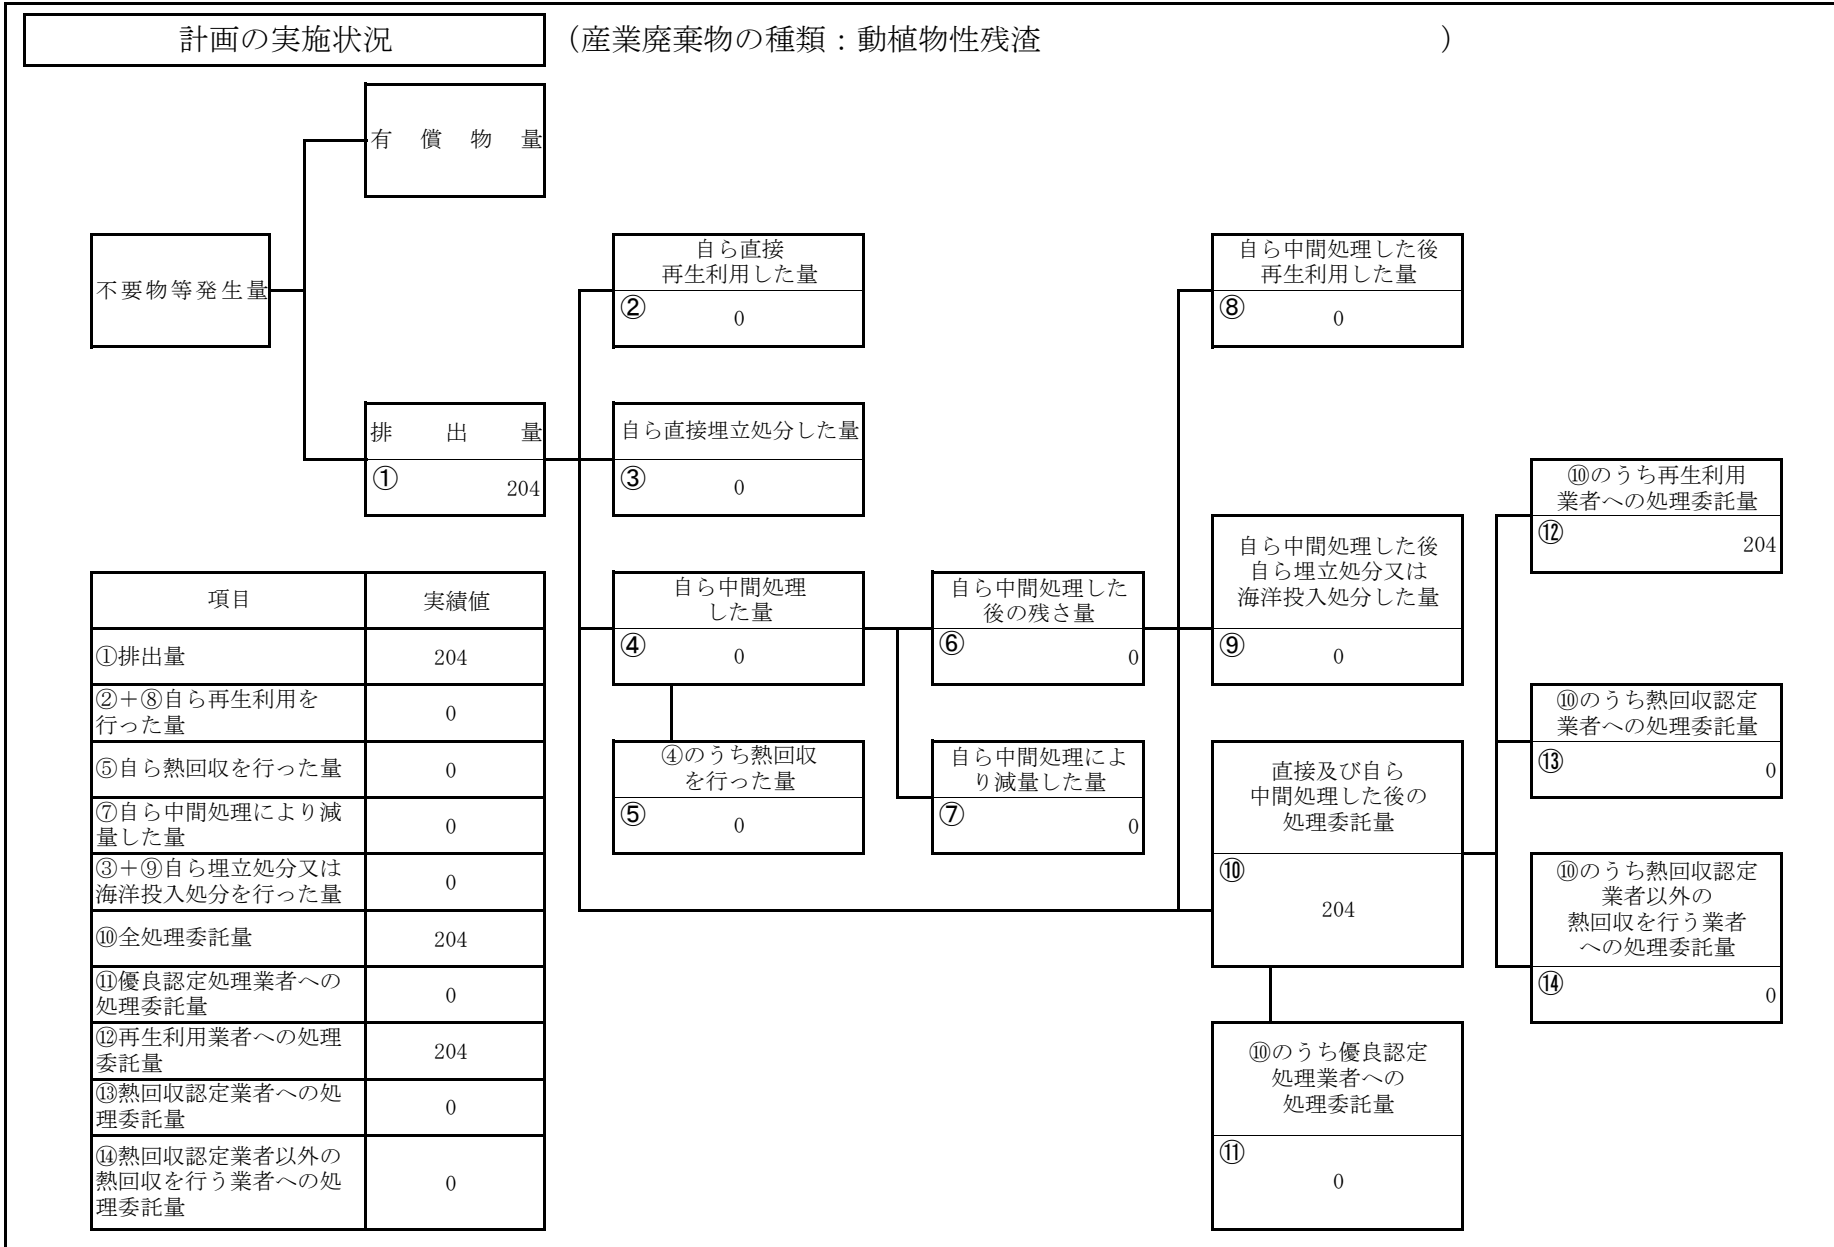 計画の実施状況
（産業廃棄物の種類：動植物性残渣　　　　　　　　　　　　　）
有償物量
不要物等発生量
排出量
①
204
自ら直接
再生利用した量
②
0
自ら直接埋立処分した量
③
0
自ら中間処理
した量
④
0
④のうち熱回収
を行った量
⑤
0
自ら中間処理した
後の残さ量
⑥
0
自ら中間処理によ
り減量した量
⑦
0
自ら中間処理した後
再生利用した量
⑧
0
自ら中間処理した後
自ら埋立処分又は
海洋投入処分した量
⑨
0
直接及び自ら
中間処理した後の
処理委託量
⑩
204
⑩のうち優良認定
処理業者への
処理委託量
⑪
0
⑩のうち再生利用
業者への処理委託量
⑫
204
⑩のうち熱回収認定
業者への処理委託量
⑬
0
⑩のうち熱回収認定
業者以外の
熱回収を行う業者
への処理委託量
⑭
0
項目 実績値
①排出量 204
②＋⑧自ら再生利用を
行った量
0
⑤自ら熱回収を行った量 0
⑦自ら中間処理により減
量した量
0
③＋⑨自ら埋立処分又は
海洋投入処分を行った量
0
⑩全処理委託量 204
⑪優良認定処理業者への
処理委託量
0
⑫再生利用業者への処理
委託量
204
⑬熱回収認定業者への処
理委託量
0
⑭熱回収認定業者以外の
熱回収を行う業者への処
理委託量
0